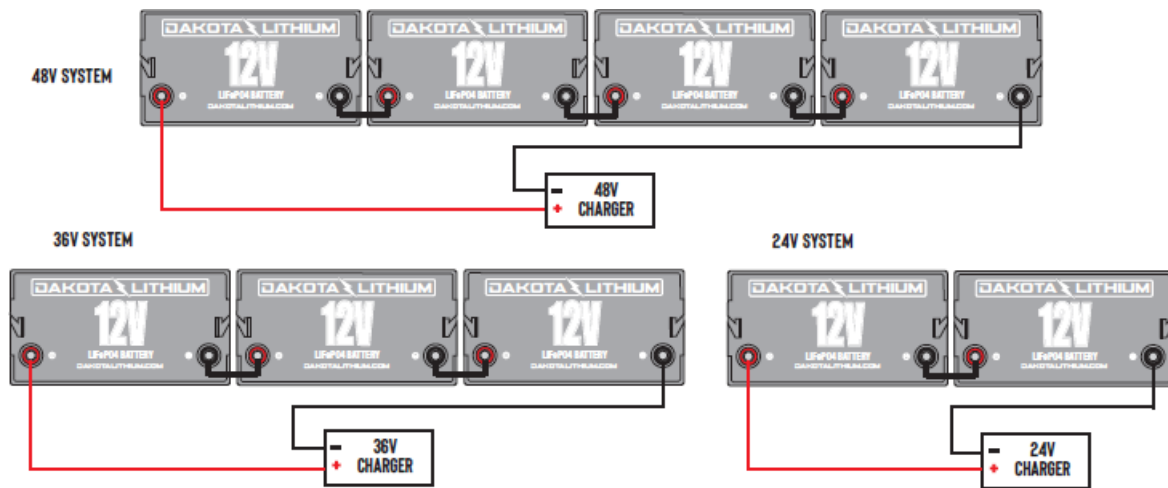 DAKOTA LITHIUM
12V
LiFePO4 BATTERY
DAKOTALITHIUM.COM
DAKOTA LITHIUM
12V
LiFePO4 BATTERY
DAKOTALITHIUM.COM
DAKOTA LITHIUM
12V
LiFePO4 BATTERY
DAKOTALITHIUM.COM
DAKOTA LITHIUM
12V
LiFePO4 BATTERY
DAKOTALITHIUM.COM
48V SYSTEM
- 48V
+ CHARGER
36V SYSTEM
DAKOTA LITHIUM
12V
LiFePO4 BATTERY
DAKOTALITHIUM.COM
DAKOTA LITHIUM
12V
LiFePO4 BATTERY
DAKOTALITHIUM.COM
DAKOTA LITHIUM
12V
LiFePO4 BATTERY
DAKOTALITHIUM.COM
- 36V
+ CHARGER
24V SYSTEM
DAKOTA LITHIUM
12V
LiFePO4 BATTERY
DAKOTALITHIUM.COM
DAKOTA LITHIUM
12V
LiFePO4 BATTERY
DAKOTALITHIUM.COM
- 24V
+ CHARGER